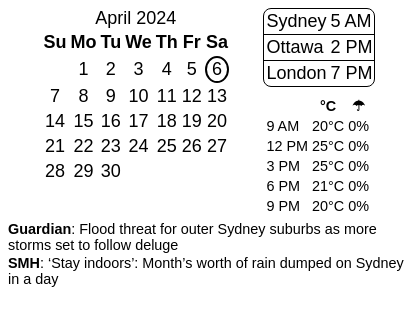 April 2024
Su Mo Tu We Th Fr Sa
1 2 3 4 5 6
7 8 9 10 11 12 13
14 15 16 17 18 19 20
21 22 23 24 25 26 27
28 29 30
Sydney 5 AM
Ottawa 2 PM
London 7 PM
°C ☂
9 AM 20°C 0%
12 PM 25°C 0%
3 PM 25°C 0%
6 PM 21°C 0%
9 PM 20°C 0%
Guardian: Flood threat for outer Sydney suburbs as more
storms set to follow deluge
SMH: ‘Stay indoors’: Month’s worth of rain dumped on Sydney
in a day